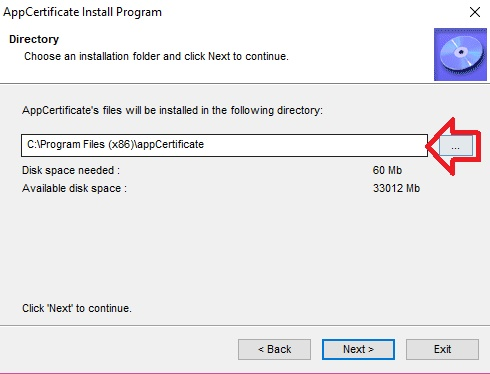 AppCertificate Install Program
Directory
Choose an installation folder and click Next to continue.
AppCertificate's files will be installed in the following directory:
C:\Program Files (x86)\appCertificate
...
Disk space needed : 60 Mb
Available disk space : 33012 Mb
Click 'Next' to continue.
< Back Next > Exit